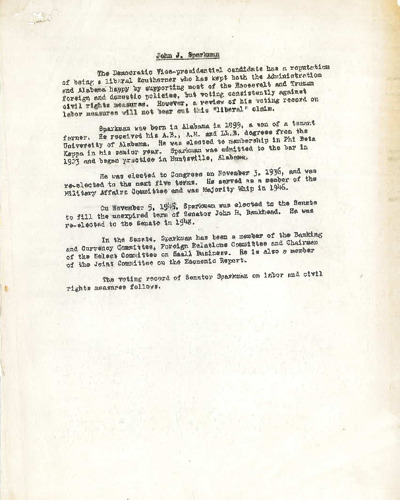 John J. Sparkman
The Democratic Vice-presidential candidate has a reputation
of being a liberal Southerner who has kept both the Administration
and Alabama happy by supporting most of the Roosevelt and Truman
foreign and domestic policies, but voting consistently against
civil rights measures. However, a review of his voting record on
labor measures will not bear out this "liberal" claim.
Sparkman was born in Alabama in 1899, a son of a tenant
farmer. He received his A.B., A.M. and LL.B. degrees from the
University of Alabama. He was elected to membership in Phi Beta
Kappa in his senior year. Sparkman was admitted to the bar in
1923 and began practice in Huntsville, Alabama.
He was elected to Congress on November 3, 1936, and was
re-elected to the next five terms. He served as a member of the
Military Affairs Committee and was Majority Whip in 1946.
On November 5, Sparkman was elected to the Senate
to fill the unexpired term of Senator John H. Bankhead. He was
re-elected to the Senate in 1948.
In the Senate, Sparkman has been a member of the Banking
and Currency Committee, Foreign Relations Committee and Chairman
of the Select Committee on Small Business. He is also a member
of the Joint Committee on the Economic Report.
The voting record of Senator Sparkman on labor and civil
rights measures follows.